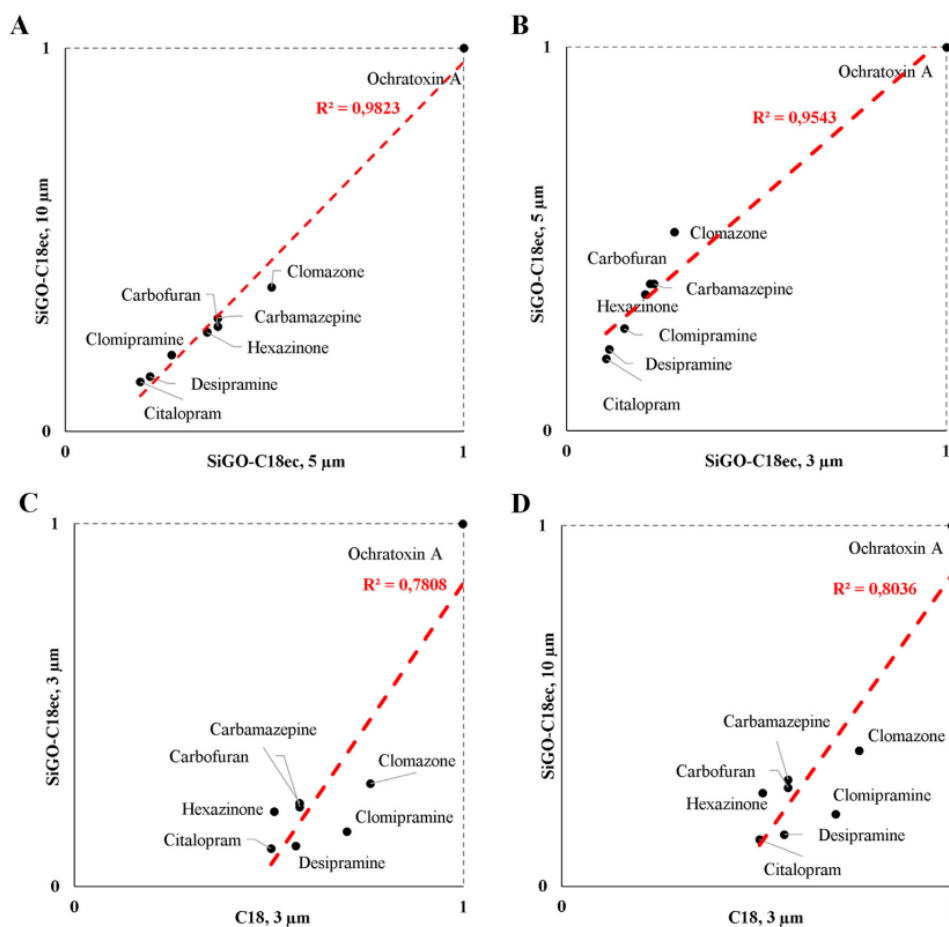 A
1
SiGO-C18ec, 10 µm
Ochratoxin A
R² = 0,9823
Clomazone
Carbofuran
Carbamazepine
Clomipramine
Hexazinone
Desipramine
Citalopram
0
0
1
SiGO-C18ec, 5 µm
B
1
SiGO-C18ec, 5 µm
Ochratoxin A
R² = 0,9543
Clomazone
Carbofuran
Carbamazepine
Hexazinone
Clomipramine
Desipramine
Citalopram
0
0
1
SiGO-C18ec, 3 µm
C
1
SiGO-C18ec, 3 µm
Ochratoxin A
R² = 0,7808
Carbamazepine
Carbofuran
Clomazone
Hexazinone
Clomipramine
Citalopram
Desipramine
0
0
1
C18, 3 µm
D
1
SiGO-C18ec, 10 µm
Ochratoxin A
R² = 0,8036
Carbamazepine
Clomazone
Carbofuran
Hexazinone
Clomipramine
Desipramine
Citalopram
0
0
1
C18, 3 µm